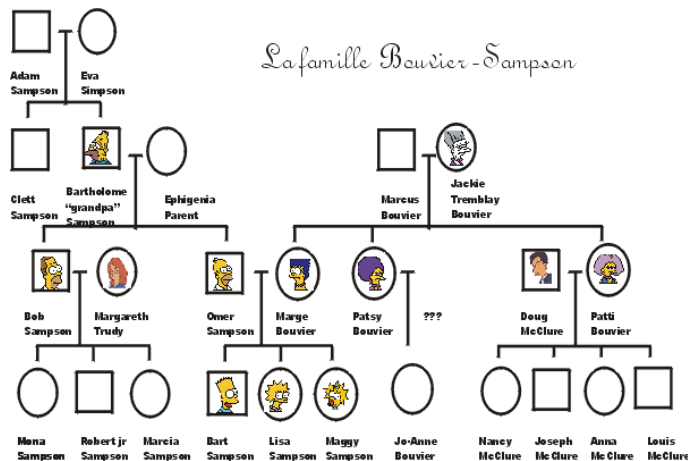 La famille Bouvier-Sampson
Adam
Sampson
Eva
Simpson
Clett
Sampson
Bartholome
"grandpa"
Sampson
Ephigenia
Parent
Marcus
Bouvier
Jackie
Tremblay
Bouvier
Bob
Sampson
Margareth
Trudy
Omer
Sampson
Marge
Bouvier
Patsy
Bouvier
???
Doug
McClure
Patti
Bouvier
Mona
Sampson
Robert jr
Sampson
Marcia
Sampson
Bart
Sampson
Lisa
Sampson
Maggy
Sampson
Jo-Anne
Bouvier
Nancy
McClure
Joseph
McClure
Anna
McClure
Louis
McClure